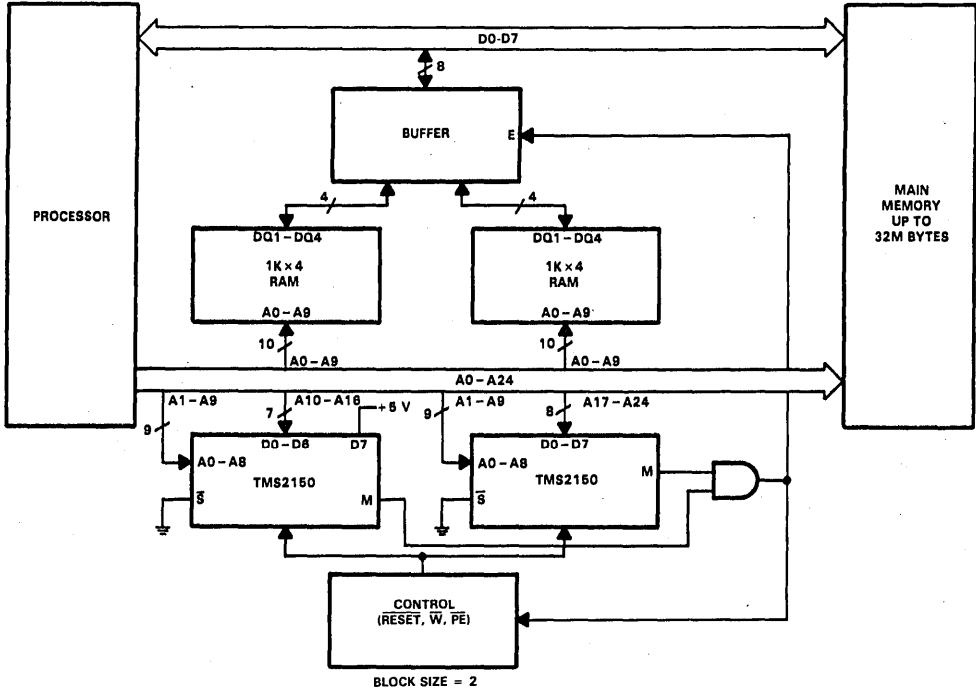 D0-D7
8
BUFFER
E
PROCESSOR
MAIN
MEMORY
UP TO
32M BYTES
4
4
DQ1-DQ4
1K×4
RAM
A0-A9
DQ1-DQ4
1K×4
RAM
A0-A9
10
A0-A9
10
A0-A9
A0-A24
A1-A9
9
7
A10-A16
+5 V
9
A1-A9
8
A17-A24
D0-D6
D7
A0-A8
TMS2150
S̅
M
D0-D7
A0-A8
TMS2150
S̅
M
CONTROL
(R̅E̅S̅E̅T̅, W̅, P̅E̅)
BLOCK SIZE = 2